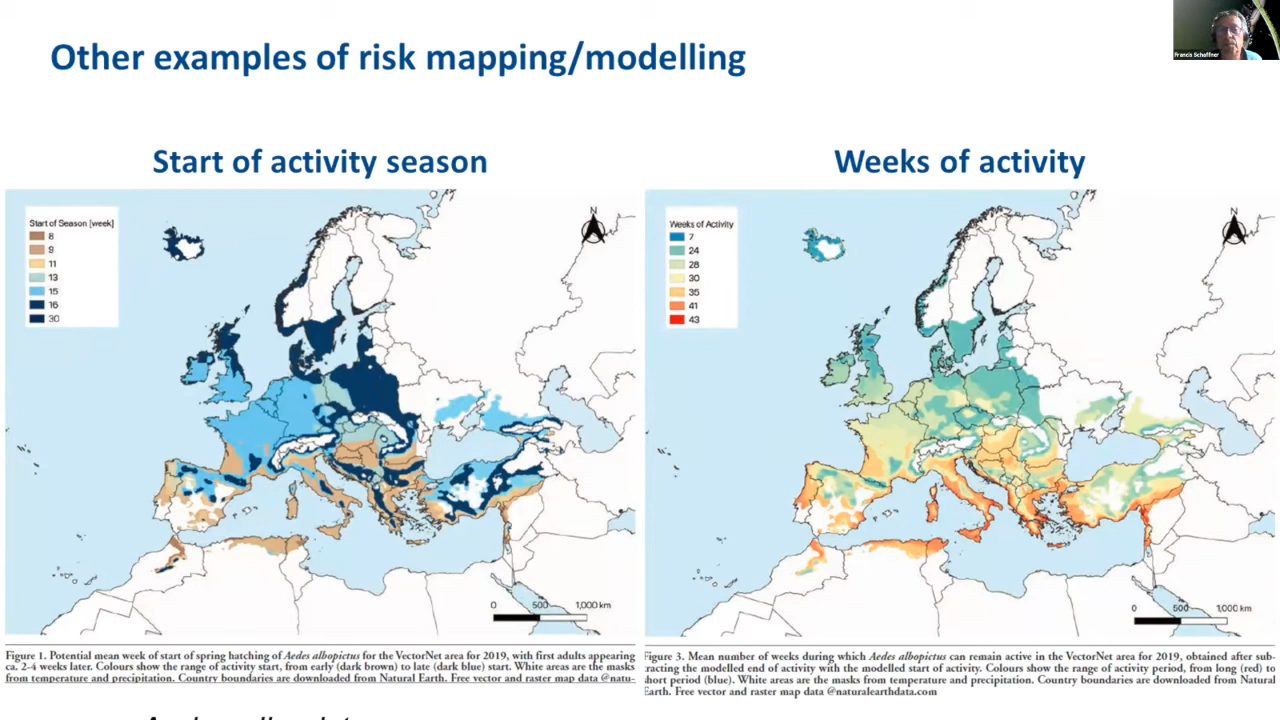 Other examples of risk mapping/modelling
Francis Schaffner
Start of activity season
Weeks of activity
Start of Season [week]
8
9
11
13
15
16
30
N
0 500 1,000 km
Weeks of Activity
7
24
28
30
35
41
43
N
0 500 1,000 km
Figure 1. Potential mean week of start of spring hatching of Aedes albopictus for the VectorNet area for 2019, with first adults appearing
ca. 2-4 weeks later. Colours show the range of activity start, from early (dark brown) to late (dark blue) start. White areas are the masks
from temperature and precipitation. Country boundaries are downloaded from Natural Earth. Free vector and raster map data @natu-
Figure 3. Mean number of weeks during which Aedes albopictus can remain active in the VectorNet area for 2019, obtained after sub-
tracting the modelled end of activity with the modelled start of activity. Colours show the range of activity period, from long (red) to
short period (blue). White areas are the masks from temperature and precipitation. Country boundaries are downloaded from Natural
Earth. Free vector and raster map data @naturalearthdata.com